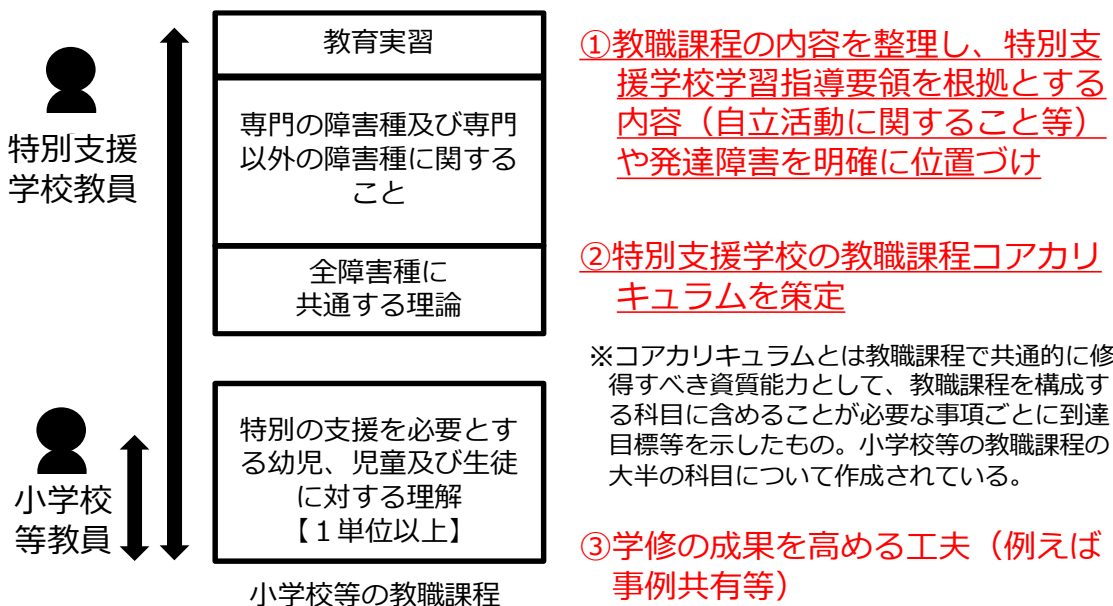 特別支援
学校教員
小学校
等教員
教育実習
専門の障害種及び専門
以外の障害種に関する
こと
全障害種に
共通する理論
特別の支援を必要とす
る幼児、児童及び生徒
に対する理解
【１単位以上】
小学校等の教職課程
①教職課程の内容を整理し、特別支
援学校学習指導要領を根拠とする
内容（自立活動に関すること等）
や発達障害を明確に位置づけ
②特別支援学校の教職課程コアカリ
キュラムを策定
※コアカリキュラムとは教職課程で共通的に修
得すべき資質能力として、教職課程を構成す
る科目に含めることが必要な事項ごとに到達
目標等を示したもの。小学校等の教職課程の
大半の科目について作成されている。
③学修の成果を高める工夫（例えば
事例共有等）